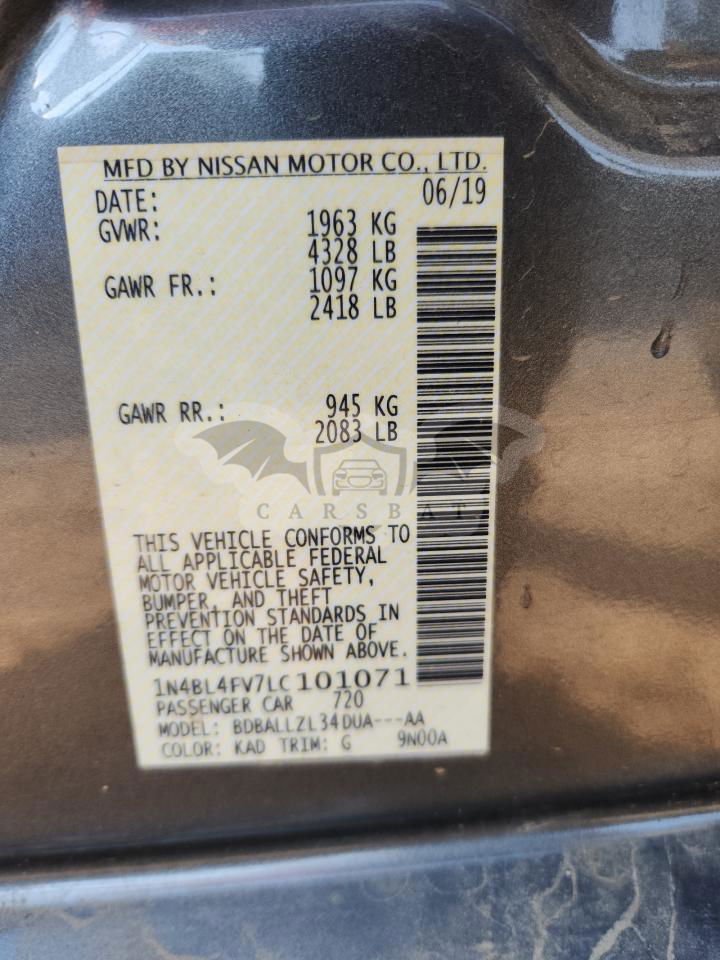 MFD BY NISSAN MOTOR CO., LTD.
DATE: 06/19
GVWR: 1963 KG
4328 LB
GAWR FR.: 1097 KG
2418 LB
GAWR RR.: 945 KG
2083 LB
CARSBAT
THIS VEHICLE CONFORMS TO
ALL APPLICABLE FEDERAL
MOTOR VEHICLE SAFETY,
BUMPER, AND THEFT
PREVENTION STANDARDS IN
EFFECT ON THE DATE OF
MANUFACTURE SHOWN ABOVE.
1N4BL4FV7LC101071
PASSENGER CAR 720
MODEL: BDBALLZL34DUA---AA
COLOR: KAD TRIM: G 9N00A